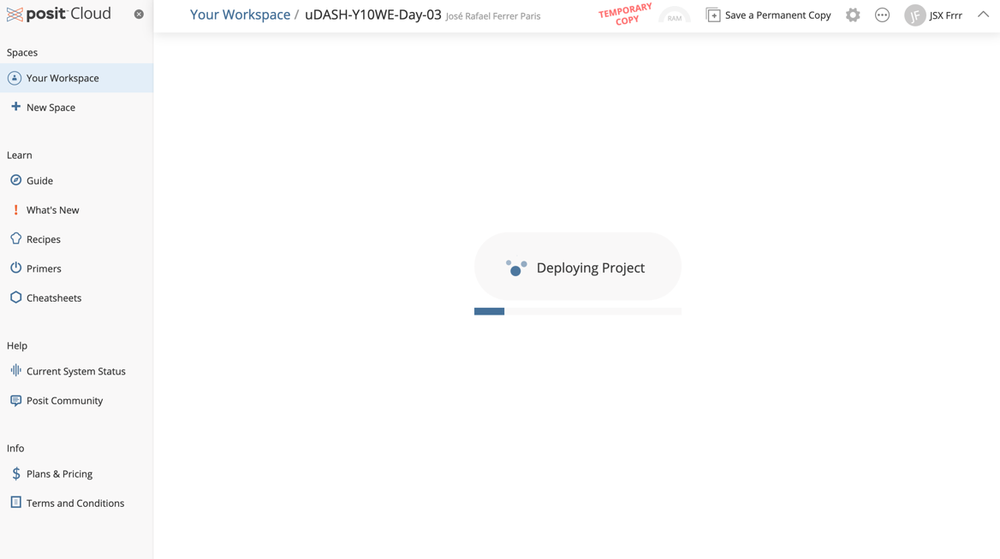 posit Cloud
Your Workspace / uDASH-Y10WE-Day-03 José Rafael Ferrer Paris
TEMPORARY
COPY
RAM
Save a Permanent Copy
JF
JSX Frrr
Spaces
Your Workspace
New Space
Learn
Guide
What's New
Recipes
Primers
Cheatsheets
Help
Current System Status
Posit Community
Info
Plans & Pricing
Terms and Conditions
Deploying Project